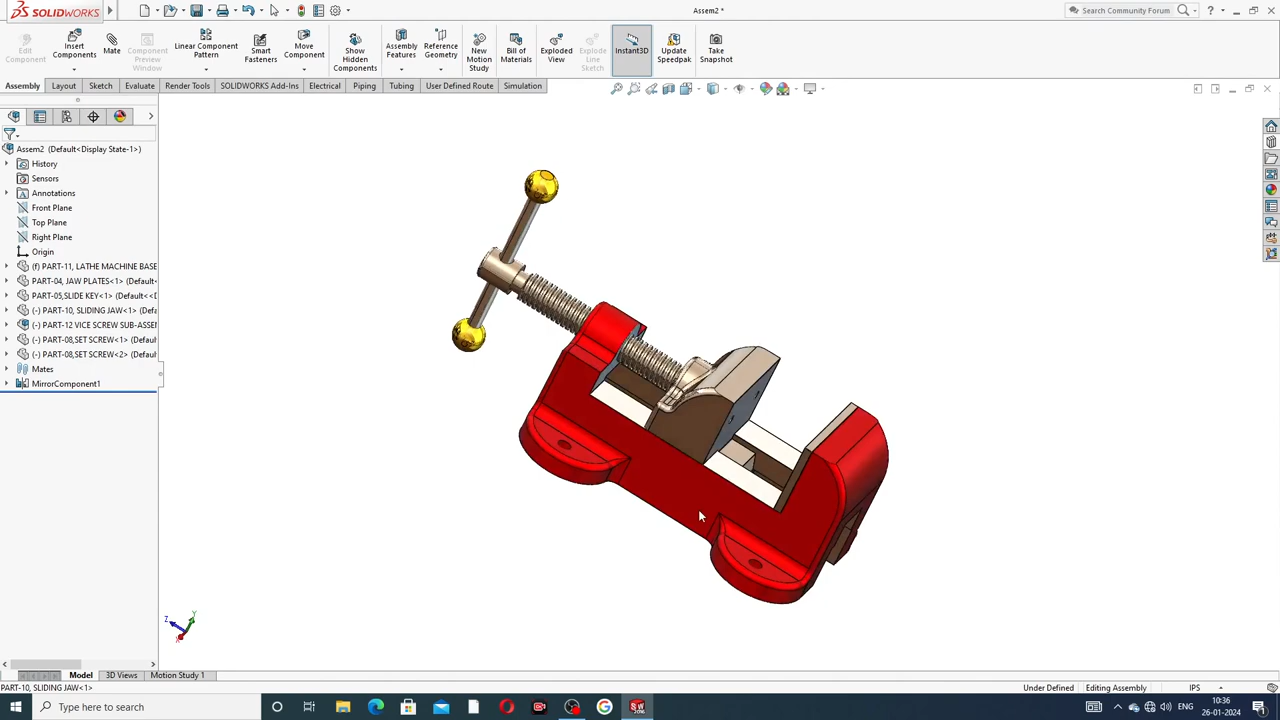 SOLIDWORKS
Assem2 *
Search Community Forum
Edit Component
Insert Components
Mate
Component Preview Window
Linear Component Pattern
Smart Fasteners
Move Component
Show Hidden Components
Assembly Features
Reference Geometry
New Motion Study
Bill of Materials
Exploded View
Explode Line Sketch
Instant3D
Update Speedpak
Take Snapshot
Assembly
Layout
Sketch
Evaluate
Render Tools
SOLIDWORKS Add-Ins
Electrical
Piping
Tubing
User Defined Route
Simulation
Assem2 (Default<Display State-1>)
History
Sensors
Annotations
Front Plane
Top Plane
Right Plane
Origin
(f) PART-11, LATHE MACHINE BASE
PART-04, JAW PLATES<1> (Default
PART-05,SLIDE KEY<1> (Default<<D
(-) PART-10, SLIDING JAW<1> (Defa
(-) PART-12 VICE SCREW SUB-ASSE
(-) PART-08,SET SCREW<1> (Defau
(-) PART-08,SET SCREW<2> (Defau
Mates
MirrorComponent1
Y
Z
X
Model
3D Views
Motion Study 1
PART-10, SLIDING JAW<1>
Under Defined
Editing Assembly
IPS
Type here to search
ENG
10:36
26-01-2024